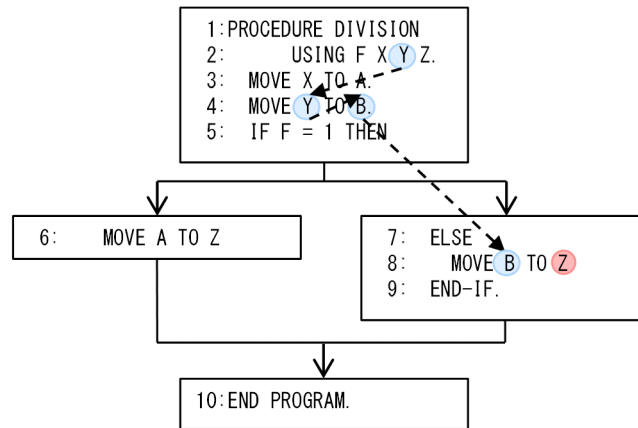 1:PROCEDURE DIVISION
2: USING F X Y Z.
3: MOVE X TO A.
4: MOVE Y TO B.
5: IF F = 1 THEN
6: MOVE A TO Z
7: ELSE
8: MOVE B TO Z
9: END-IF.
10:END PROGRAM.